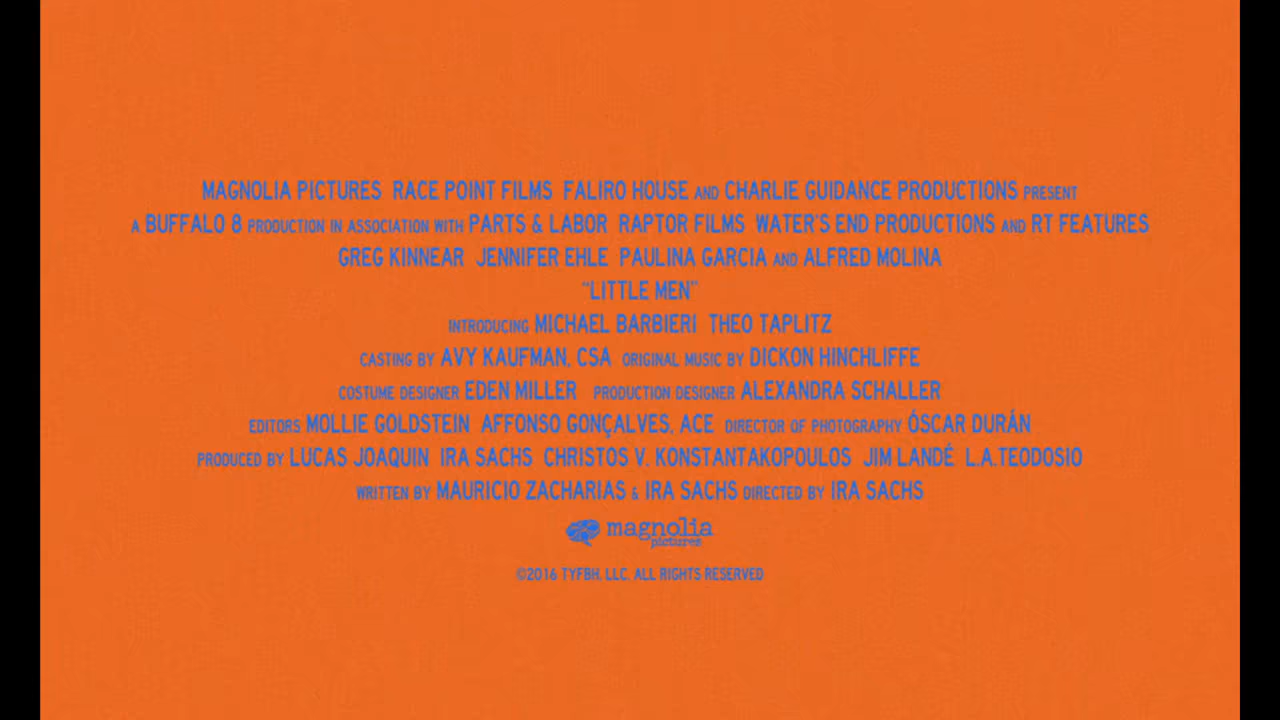 MAGNOLIA PICTURES RACE POINT FILMS FALIRO HOUSE AND CHARLIE GUIDANCE PRODUCTIONS PRESENT
A BUFFALO 8 PRODUCTION IN ASSOCIATION WITH PARTS & LABOR RAPTOR FILMS WATER'S END PRODUCTIONS AND RT FEATURES
GREG KINNEAR JENNIFER EHLE PAULINA GARCIA AND ALFRED MOLINA
"LITTLE MEN"
INTRODUCING MICHAEL BARBIERI THEO TAPLITZ
CASTING BY AVY KAUFMAN, CSA ORIGINAL MUSIC BY DICKON HINCHLIFFE
COSTUME DESIGNER EDEN MILLER PRODUCTION DESIGNER ALEXANDRA SCHALLER
EDITORS MOLLIE GOLDSTEIN AFFONSO GONÇALVES, ACE DIRECTOR OF PHOTOGRAPHY ÓSCAR DURÁN
PRODUCED BY LUCAS JOAQUIN IRA SACHS CHRISTOS V. KONSTANTAKOPOULOS JIM LANDÉ L.A.TEODOSIO
WRITTEN BY MAURICIO ZACHARIAS & IRA SACHS DIRECTED BY IRA SACHS
magnolia
pictures
©2016 TYFBH, LLC. ALL RIGHTS RESERVED